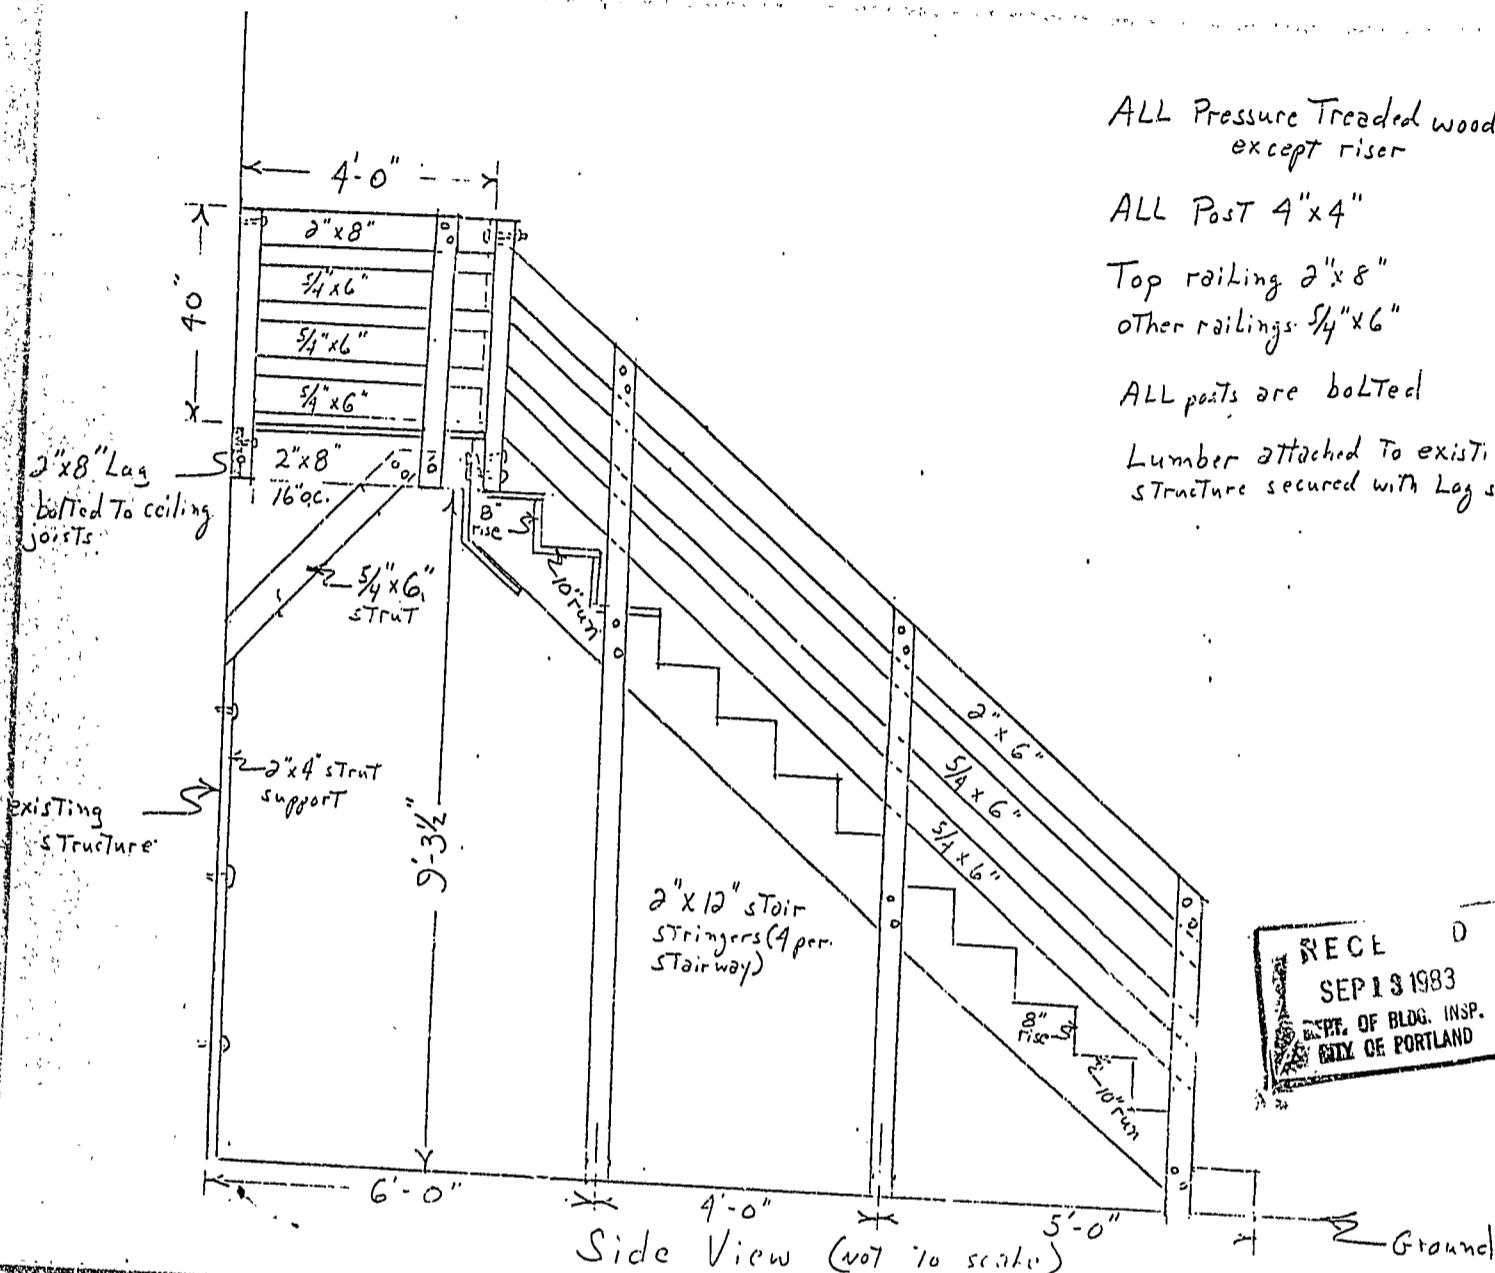 ALL Pressure Treaded wood
except riser
ALL Post 4"x4"
Top railing 2"x8"
other railings 5/4"x6"
ALL posts are bolted
Lumber attached To existi
structure secured with Lag s
4'-0"
40"
2"x8"
5/4"x6"
5/4"x6"
5/4"x6"
2"x8" Lag
bolted To ceiling
joists
2"x8"
16"o.c.
8"
rise
10"run
5/4"x6"
strut
2"x4" strut
support
existing
structure
9'-3½"
2"x12" stair
stringers (4 per
stairway)
2"x6"
5/4x6"
5/4x6"
8"
rise
10"run
SEP 13 1983
DEPT. OF BLDG. INSP.
CITY OF PORTLAND
6'-0"
4'-0"
5'-0"
Ground
Side View (not to scale)